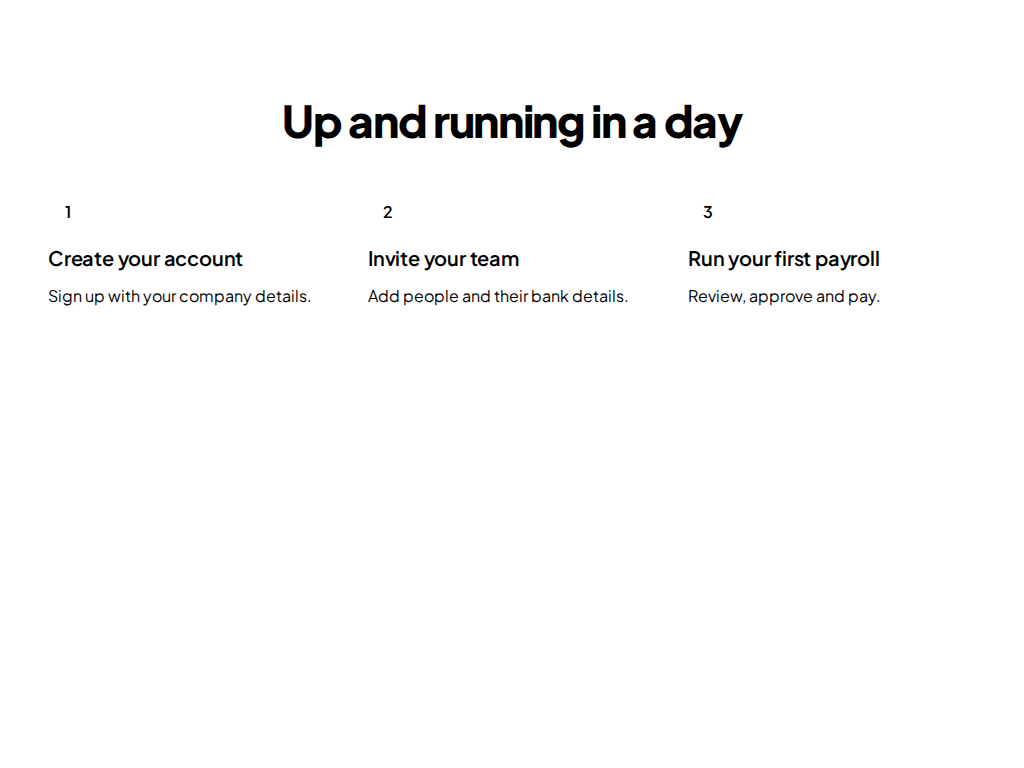 Up and running in a day
1
Create your account
Sign up with your company details.
2
Invite your team
Add people and their bank details.
3
Run your first payroll
Review, approve and pay.